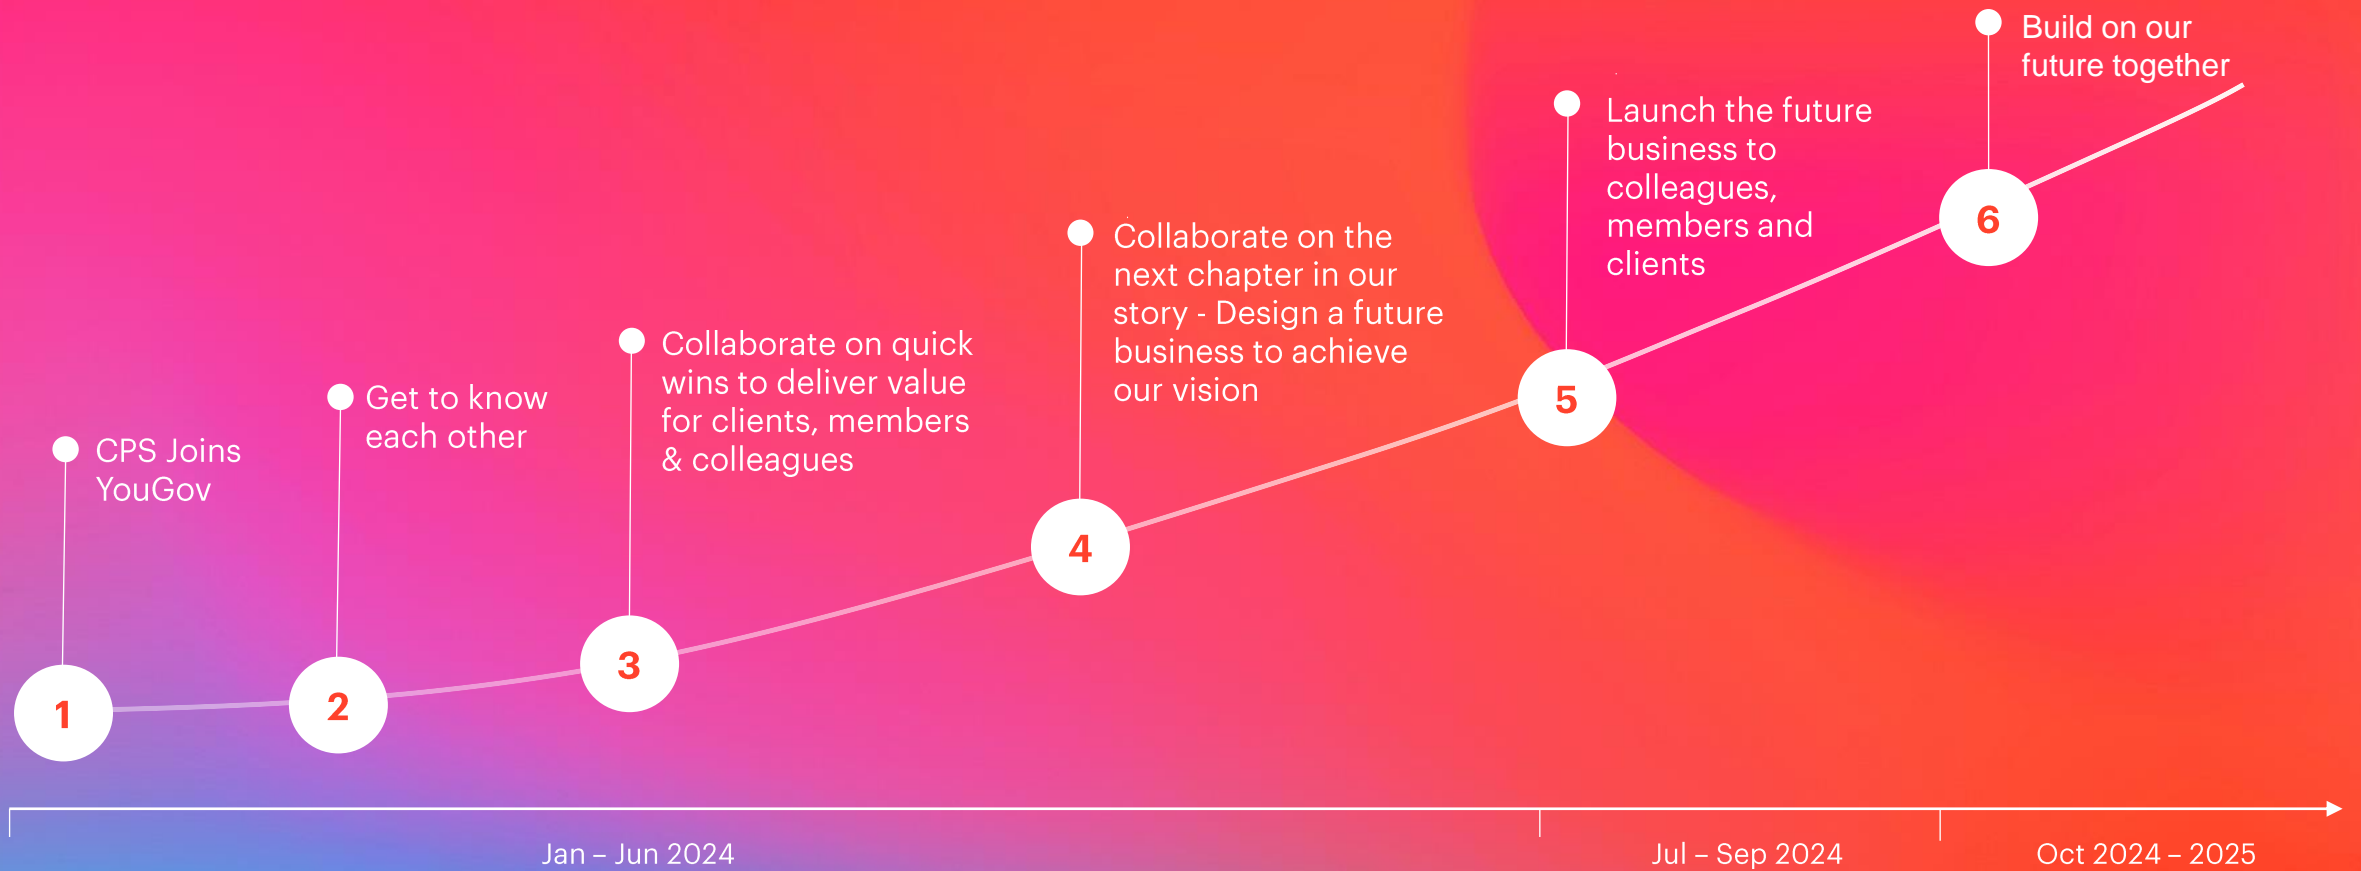 CPS Joins
YouGov
1
Get to know
each other
2
Collaborate on quick
wins to deliver value
for clients, members
& colleagues
3
Collaborate on the
next chapter in our
story - Design a future
business to achieve
our vision
4
Launch the future
business to
colleagues,
members and
clients
5
Build on our
future together
6
Jan – Jun 2024
Jul – Sep 2024
Oct 2024 – 2025